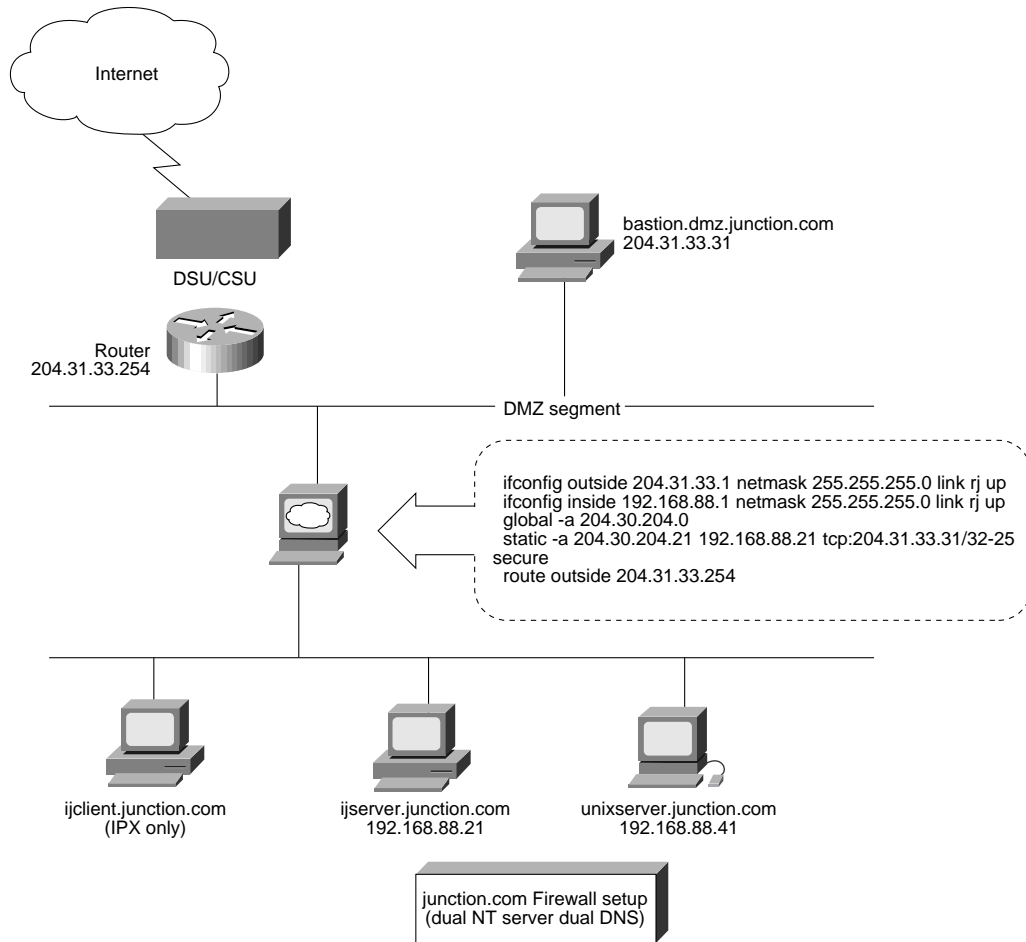 Internet
DSU/CSU
bastion.dmz.junction.com
204.31.33.31
Router
204.31.33.254
DMZ segment
ifconfig outside 204.31.33.1 netmask 255.255.255.0 link rj up
ifconfig inside 192.168.88.1 netmask 255.255.255.0 link rj up
global -a 204.30.204.0
static -a 204.30.204.21 192.168.88.21 tcp:204.31.33.31/32-25
secure
route outside 204.31.33.254
ijclient.junction.com
(IPX only)
ijserver.junction.com
192.168.88.21
unixserver.junction.com
192.168.88.41
junction.com Firewall setup
(dual NT server dual DNS)